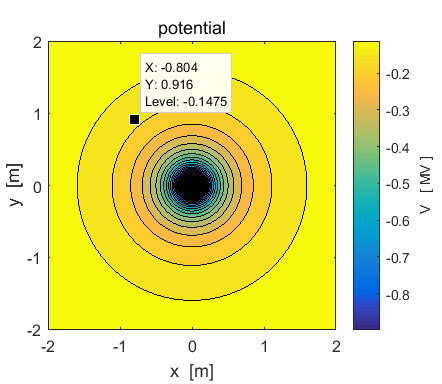 potential
2
1
0
-1
-2
y [m]
X: -0.804
Y: 0.916
Level: -0.1475
-2
-1
0
1
2
x [m]
-0.2
-0.3
-0.4
-0.5
-0.6
-0.7
-0.8
V [ MV ]